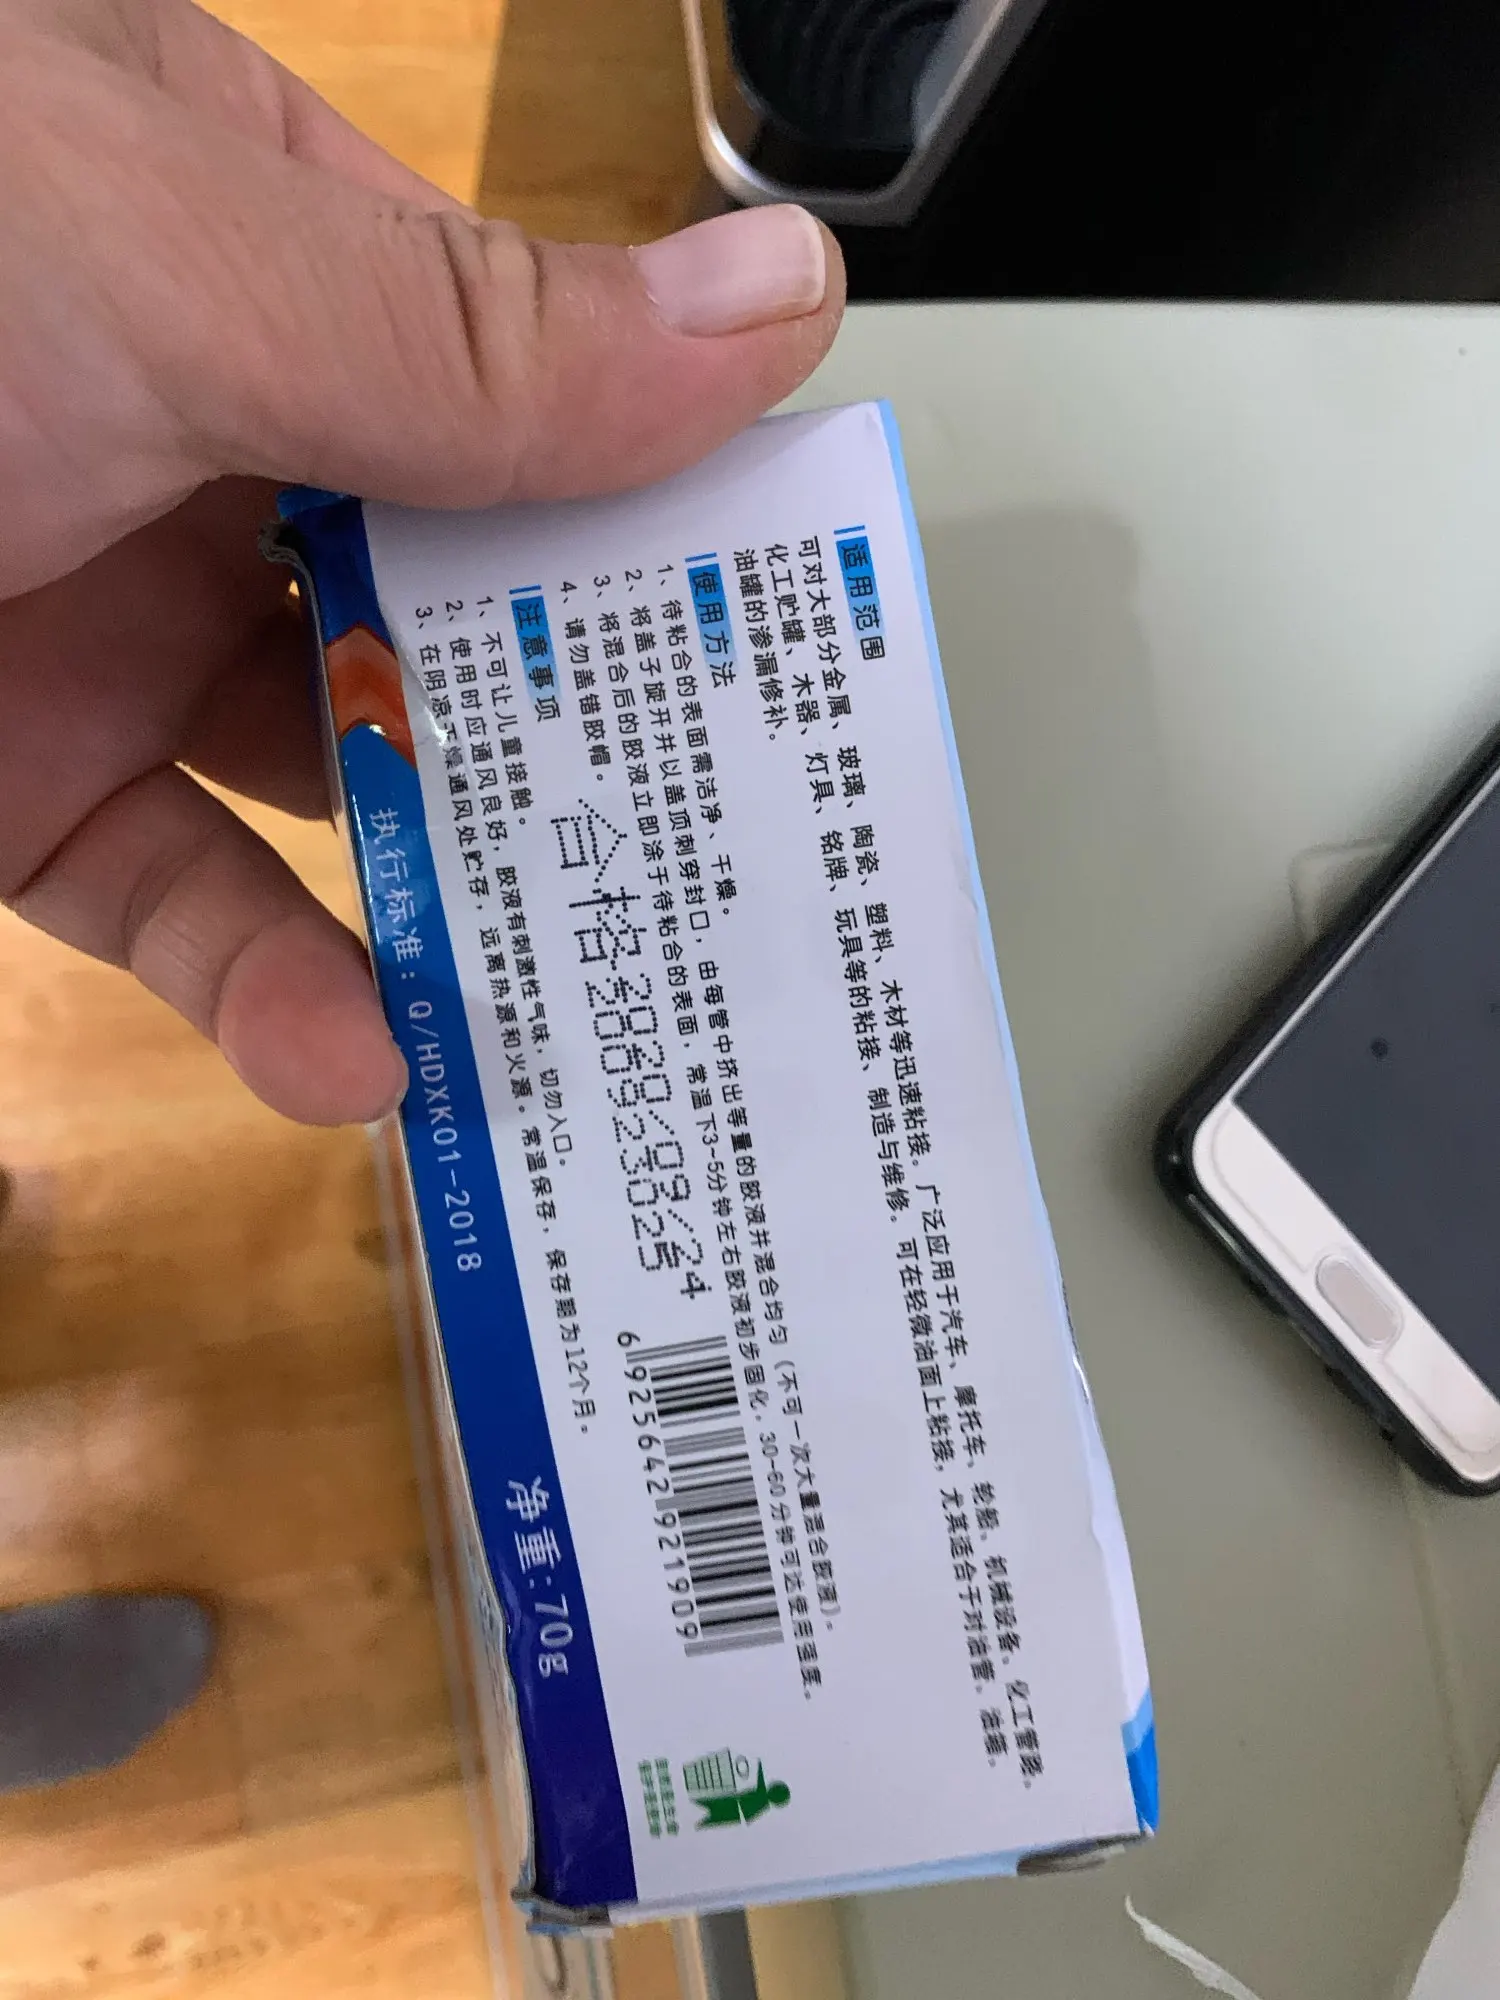 适用范围
可对大部分金属、玻璃、陶瓷、塑料、木材等迅速粘接。广泛应用于汽车、摩托车、轮船、机械设备、化工管路、
化工贮罐、木器、灯具、铭牌、玩具等的粘接、制造与维修。可在轻微油面上粘接，尤其适合于对油管、油箱、
油罐的渗漏修补。
使用方法
1、待粘合的表面需洁净、干燥。
2、将盖子旋开并以盖顶刺穿封口，由每管中挤出等量的胶液并混合均匀（不可一次大量混合胶液）。
3、将混合后的胶液立即涂于待粘合的表面，常温下3~5分钟左右胶液初步固化，30-60分钟可达使用强度。
4、请勿盖错胶帽。
合格 2020/09/24
200923025
注意事项
1、不可让儿童接触。
2、使用时应通风良好，胶液有刺激性气味，切勿入口。
3、在阴凉干燥通风处贮存，远离热源和火源。常温保存，保存期为12个月。
6 925642 921909
执行标准：Q/HDXK01-2018
净重:70g